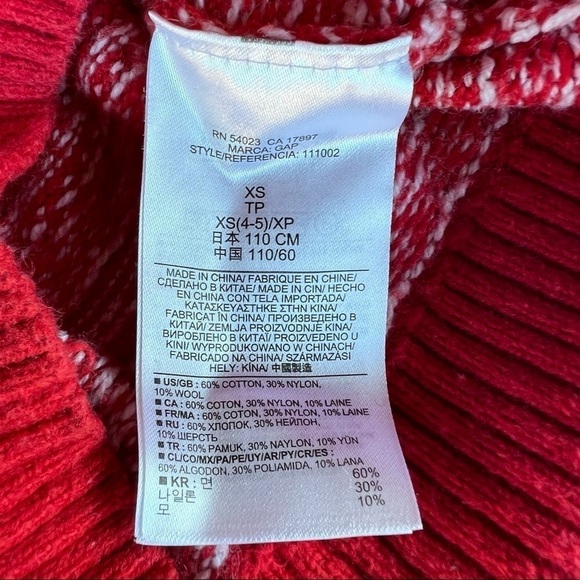 RN 54023 CA 17897
MARCA: GAP
STYLE/REFERENCIA: 111002
XS
TP
XS(4-5)/XP
日本 110 CM
中国 110/60
MADE IN CHINA/ FABRIQUE EN CHINE/
СДЕЛАНО В КИТАЕ/ MADE IN CIN/ HECHO
EN CHINA CON TELA IMPORTADA/
ΚΑΤΑΣΚΕΥΑΣΤΗΚΕ ΣΤΗΝ ΚΙΝΑ/
FABRICAT ÎN CHINA/ ПРОИЗВЕДЕНО В
КИТАЙ/ ZEMLJA PROIZVODNJE KINA/
ВИРОБЛЕНО В КИТАЇ/ PROIZVEDENO U
KINI/ WYPRODUKOWANO W CHINACH/
FABRICADO NA CHINA/ SZÁRMAZÁSI
HELY: KÍNA/ 中國製造
■ US/GB : 60% COTTON, 30% NYLON,
10% WOOL
■ CA : 60% COTTON, 30% NYLON, 10% LAINE
■ FR/MA : 60% COTTON, 30% NYLON, 10% LAINE
■ RU : 60% ХЛОПОК, 30% НЕЙЛОН,
10% ШЕРСТЬ
■ TR : 60% PAMUK, 30% NAYLON, 10% YÜN
■ CL/CO/MX/PA/PE/UY/AR/PY/CR/ES :
60% ALGODON, 30% POLIAMIDA, 10% LANA
■ KR : 면 60%
나일론 30%
모 10%